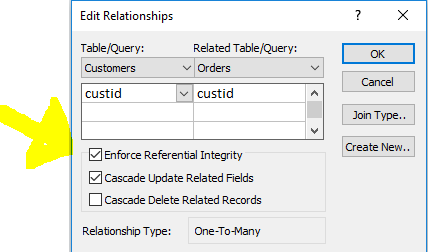 Edit Relationships
Table/Query: Related Table/Query:
Customers Orders OK
custid custid Cancel
Join Type..
Enforce Referential Integrity Create New..
Cascade Update Related Fields
Cascade Delete Related Records
Relationship Type: One-To-Many